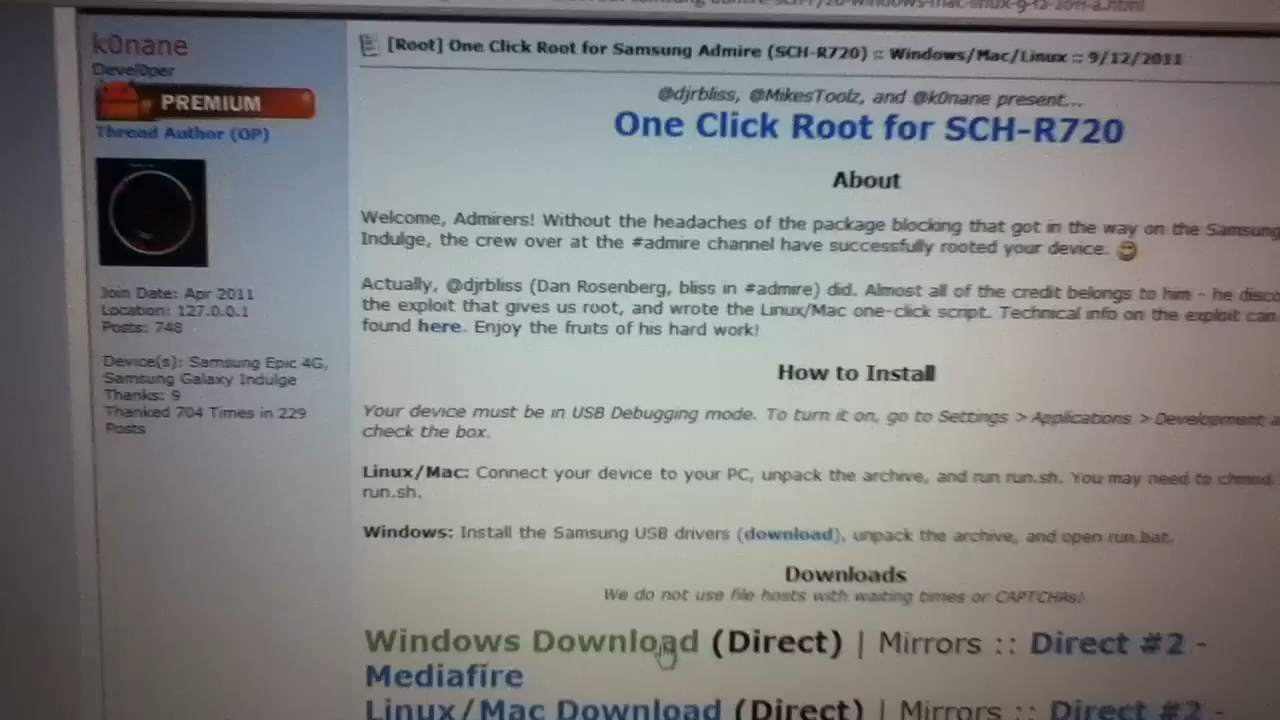 k0nane
Devel0per
PREMIUM
Thread Author (OP)
Join Date: Apr 2011
Location: 127.0.0.1
Posts: 748
Device(s): Samsung Epic 4G,
Samsung Galaxy Indulge
Thanks: 9
Thanked 704 Times in 229
Posts
[Root] One Click Root for Samsung Admire (SCH-R720) :: Windows/Mac/Linux :: 9/12/2011
@djrbliss, @MikesToolz, and @k0nane present...
One Click Root for SCH-R720
About
Welcome, Admirers! Without the headaches of the package blocking that got in the way on the Samsung
Indulge, the crew over at the #admire channel have successfully rooted your device.
Actually, @djrbliss (Dan Rosenberg, bliss in #admire) did. Almost all of the credit belongs to him - he disco
the exploit that gives us root, and wrote the Linux/Mac one-click script. Technical info on the exploit can
found here. Enjoy the fruits of his hard work!
How to Install
Your device must be in USB Debugging mode. To turn it on, go to Settings > Applications > Development a
check the box.
Linux/Mac: Connect your device to your PC, unpack the archive, and run run.sh. You may need to chmod
run.sh.
Windows: Install the Samsung USB drivers (download), unpack the archive, and open run.bat.
Downloads
We do not use file hosts with waiting times or CAPTCHAs!
Windows Download (Direct) | Mirrors :: Direct #2 -
Mediafire
Linux/Mac Download (Direct) | Mirrors :: Direct #2 -